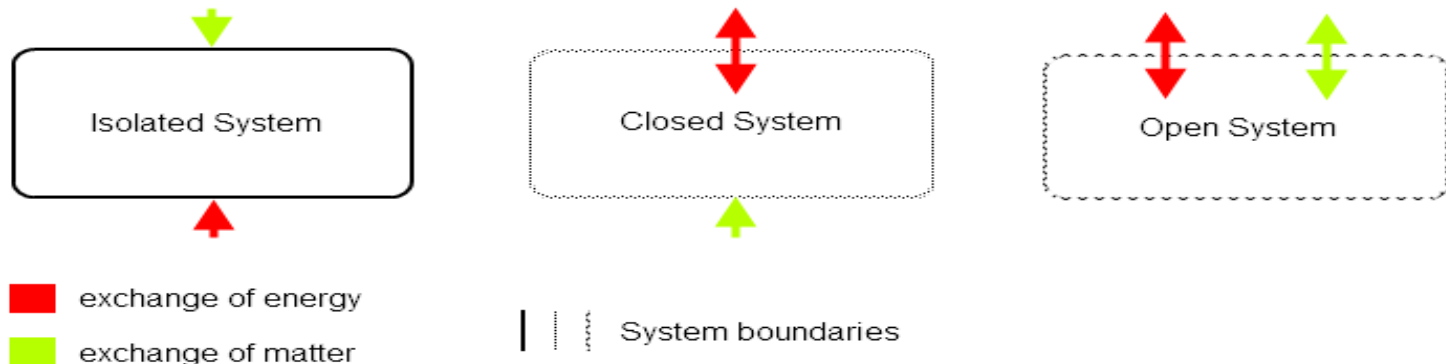 Isolated System
Closed System
Open System
exchange of energy
exchange of matter
System boundaries